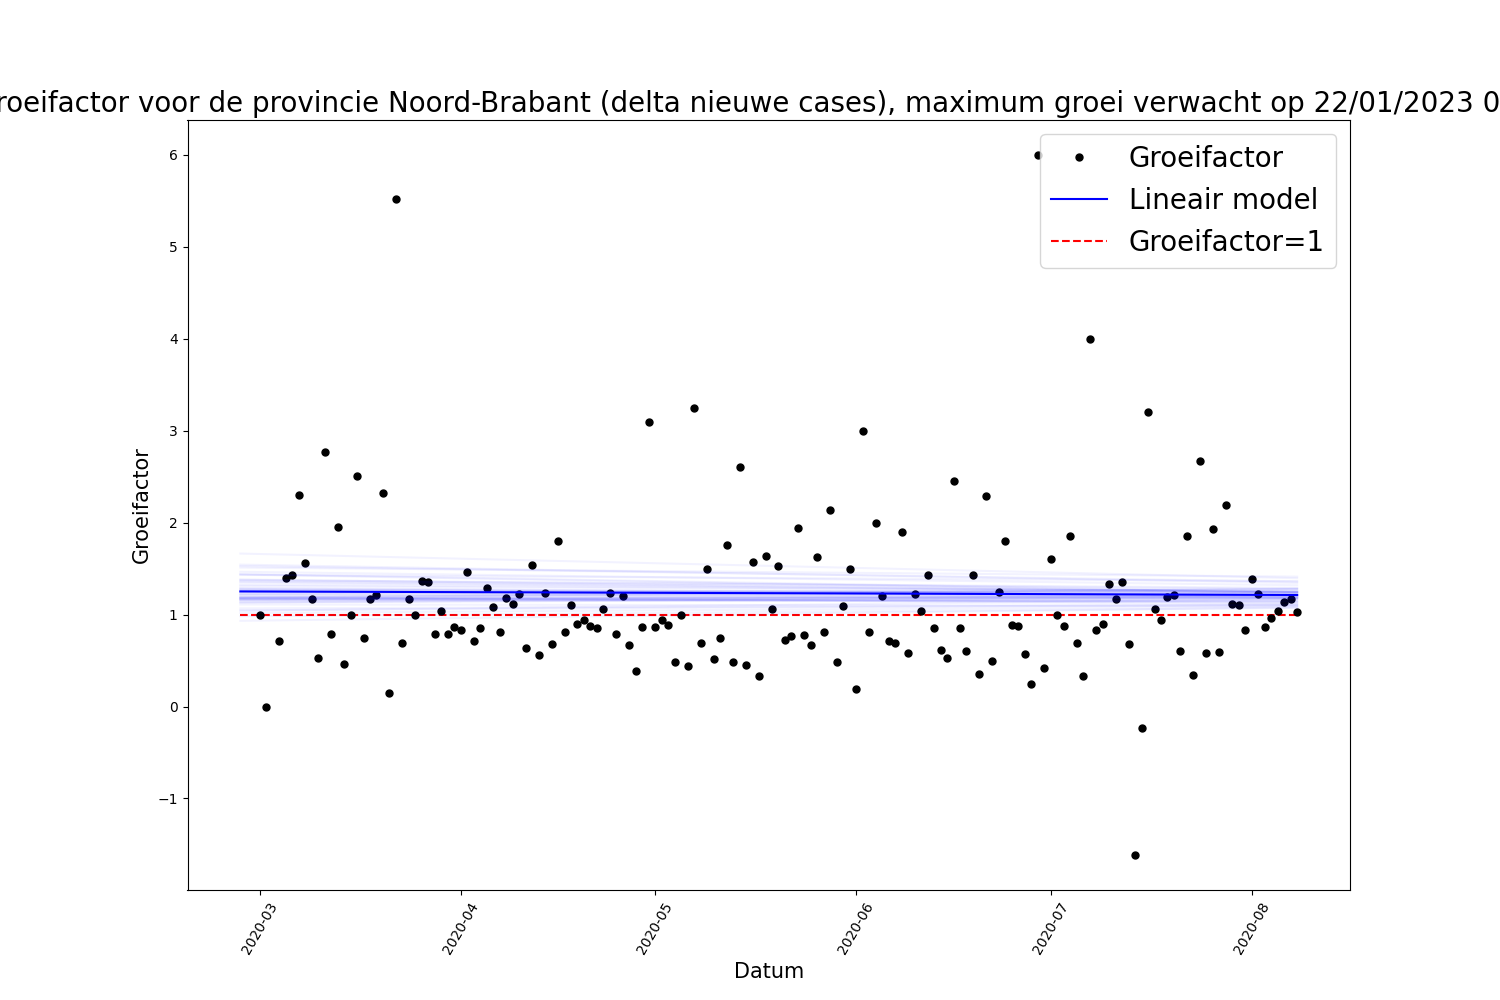 roeifactor voor de provincie Noord-Brabant (delta nieuwe cases), maximum groei verwacht op 22/01/2023 0
Groeifactor
Lineair model
Groeifactor=1
Groeifactor
6
5
4
3
2
1
0
−1
2020-03
2020-04
2020-05
2020-06
2020-07
2020-08
Datum